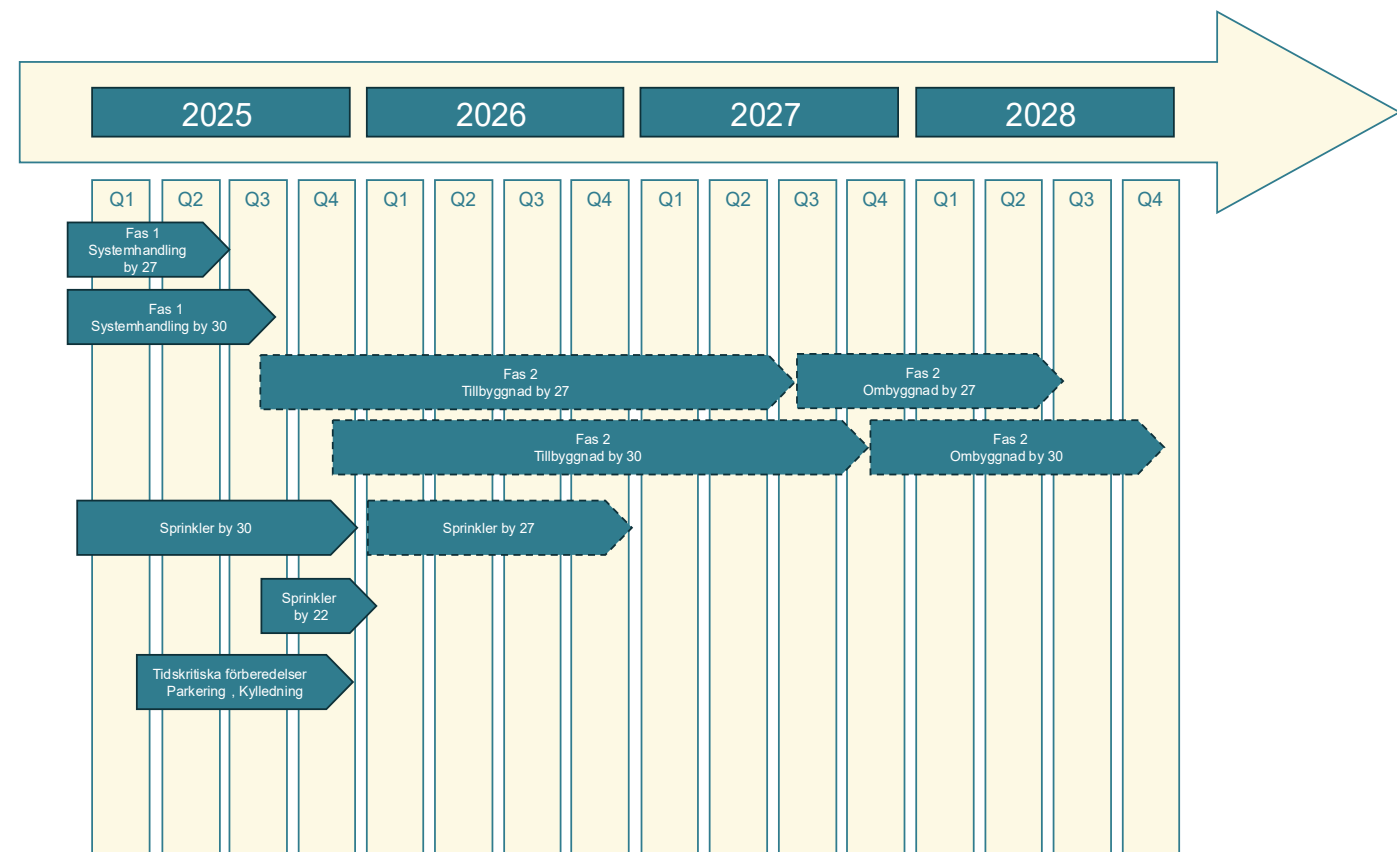 2025 2026 2027 2028
Q1 Q2 Q3 Q4 Q1 Q2 Q3 Q4 Q1 Q2 Q3 Q4 Q1 Q2 Q3 Q4
Fas 1
Systemhandling
by 27
Fas 1
Systemhandling by 30
Fas 2
Tillbyggnad by 27
Fas 2
Ombyggnad by 27
Fas 2
Tillbyggnad by 30
Fas 2
Ombyggnad by 30
Sprinkler by 30
Sprinkler by 27
Sprinkler
by 22
Tidskritiska förberedelser
Parkering , Kylledning